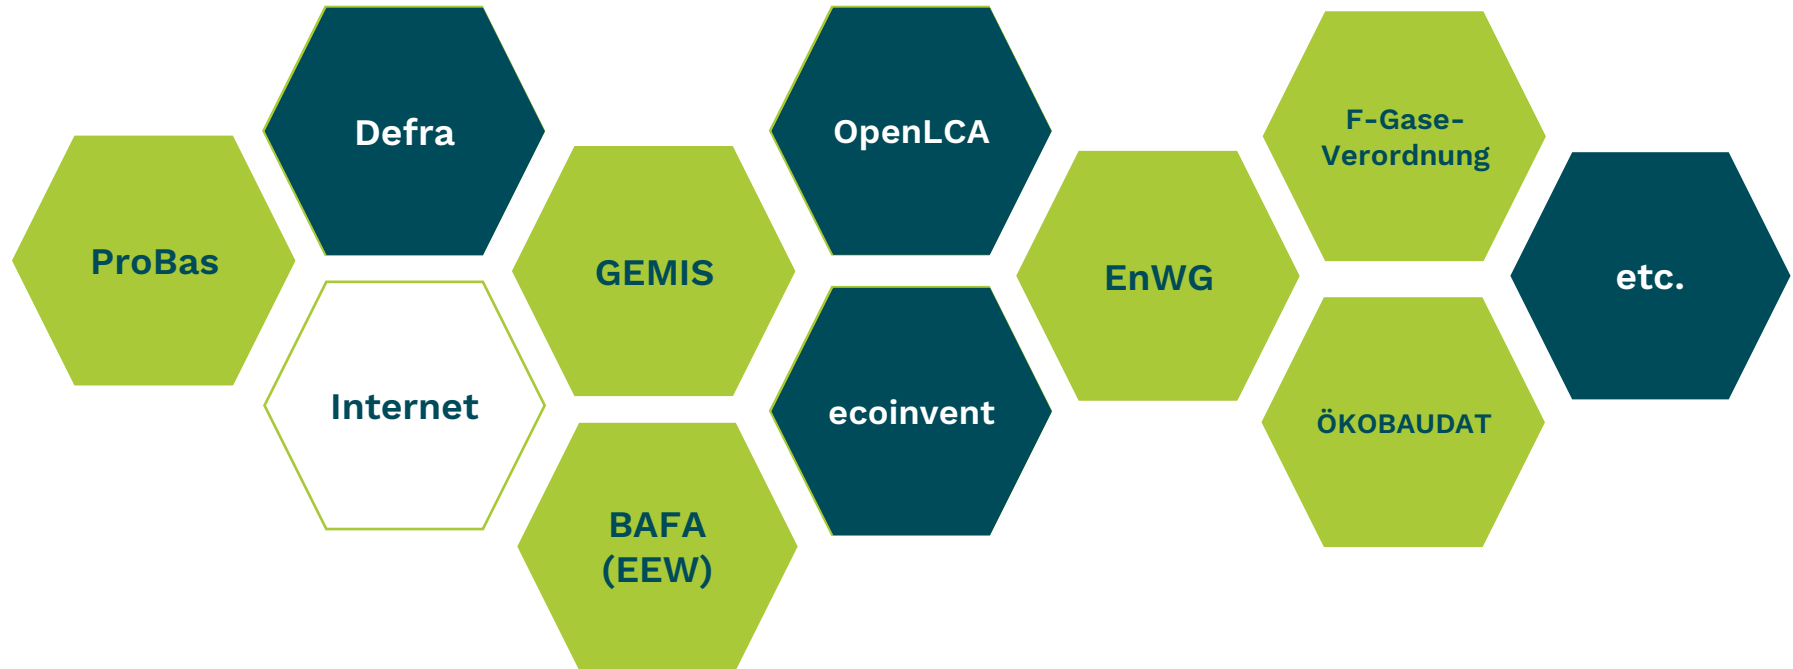 Defra
OpenLCA
F-Gase-
Verordnung
ProBas
GEMIS
EnWG
etc.
Internet
ecoinvent
ÖKOBAUDAT
BAFA
(EEW)